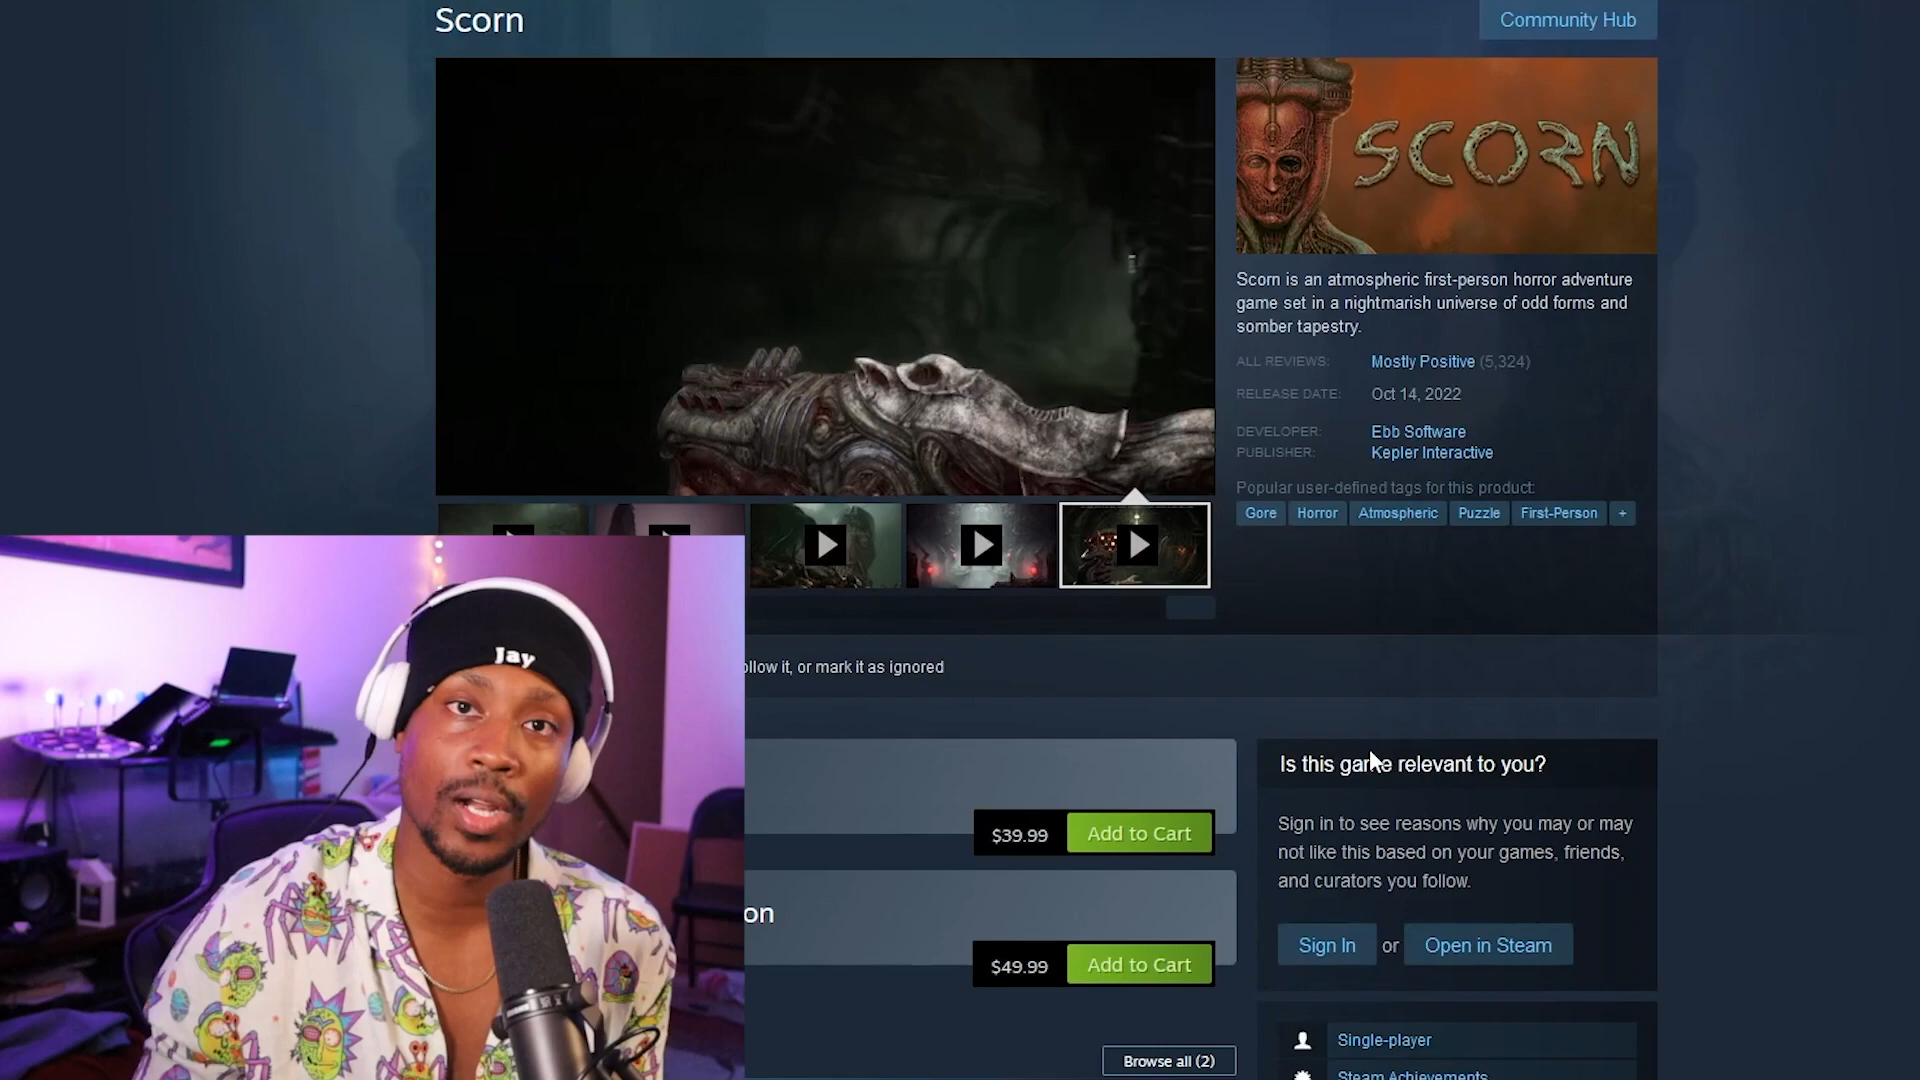 Scorn
Community Hub
SCORN
Scorn is an atmospheric first-person horror adventure
game set in a nightmarish universe of odd forms and
somber tapestry.
ALL REVIEWS: Mostly Positive (5,324)
RELEASE DATE: Oct 14, 2022
DEVELOPER: Ebb Software
PUBLISHER: Kepler Interactive
Popular user-defined tags for this product:
Gore Horror Atmospheric Puzzle First-Person +
ollow it, or mark it as ignored
Jay
$39.99 Add to Cart
on
$49.99 Add to Cart
Browse all (2)
Is this game relevant to you?
Sign in to see reasons why you may or may
not like this based on your games, friends,
and curators you follow.
Sign In or Open in Steam
Single-player
Steam Achievements